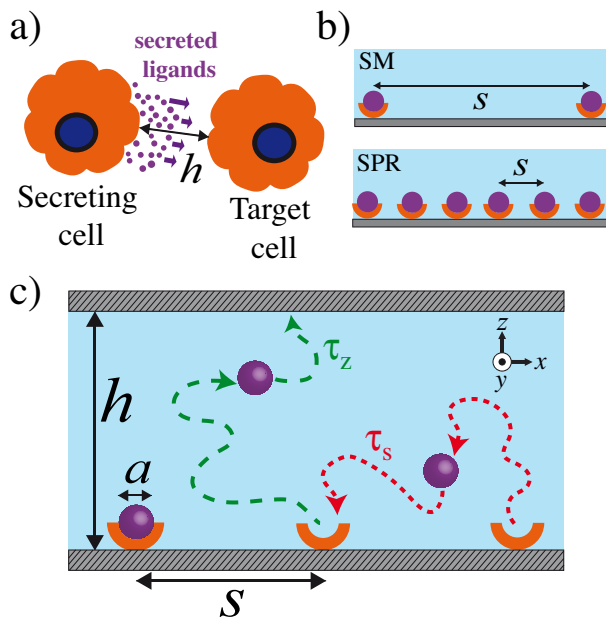 a)
secreted
ligands
h
Secreting
cell
Target
cell
b)
SM
s
SPR
s
c)
h
a
s
τz
τs
z
y
x